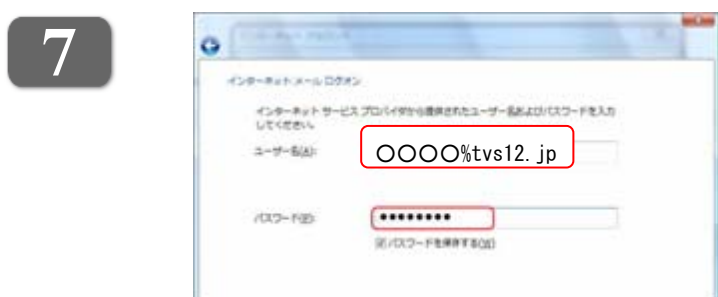 7
インターネット メール ログオン
インターネット サービス プロバイダから提供されたユーザー名およびパスワードを入力
してください。
ユーザー名(A):
〇〇〇〇%tvs12.jp
パスワード(P):
●●●●●●●●
パスワードを保存する(W)